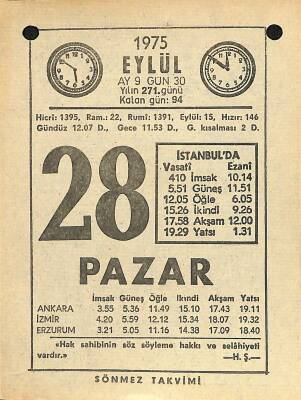 1975
EYLÜL
AY 9 GÜN 30
Yılın 271.günü
Kalan gün: 94
Hicrî: 1395, Ram.: 22, Rumî: 1391, Eylül: 15, Hızır: 146
Gündüz 12.07 D., Gece 11.53 D., G. kısalması 2 D.
28
İSTANBUL'DA
Vasatî Ezanî
410 İmsak 10.14
5.51 Güneş 11.51
12.05 Öğle 6.05
15.26 İkindi 9.26
17.58 Akşam 12.00
19.29 Yatsı 1.31
PAZAR
İmsak Güneş Öğle İkindi Akşam Yatsı
ANKARA 3.55 5.36 11.49 15.10 17.43 19.11
İZMİR 4.20 5.59 12.12 15.34 18.07 19.32
ERZURUM 3.21 5.05 11.16 14.38 17.09 18.40
«Hak sahibinin söz söyleme hakkı ve selâhiyeti
vardır.» —H. Ş.—
SÖNMEZ TAKVİMİ